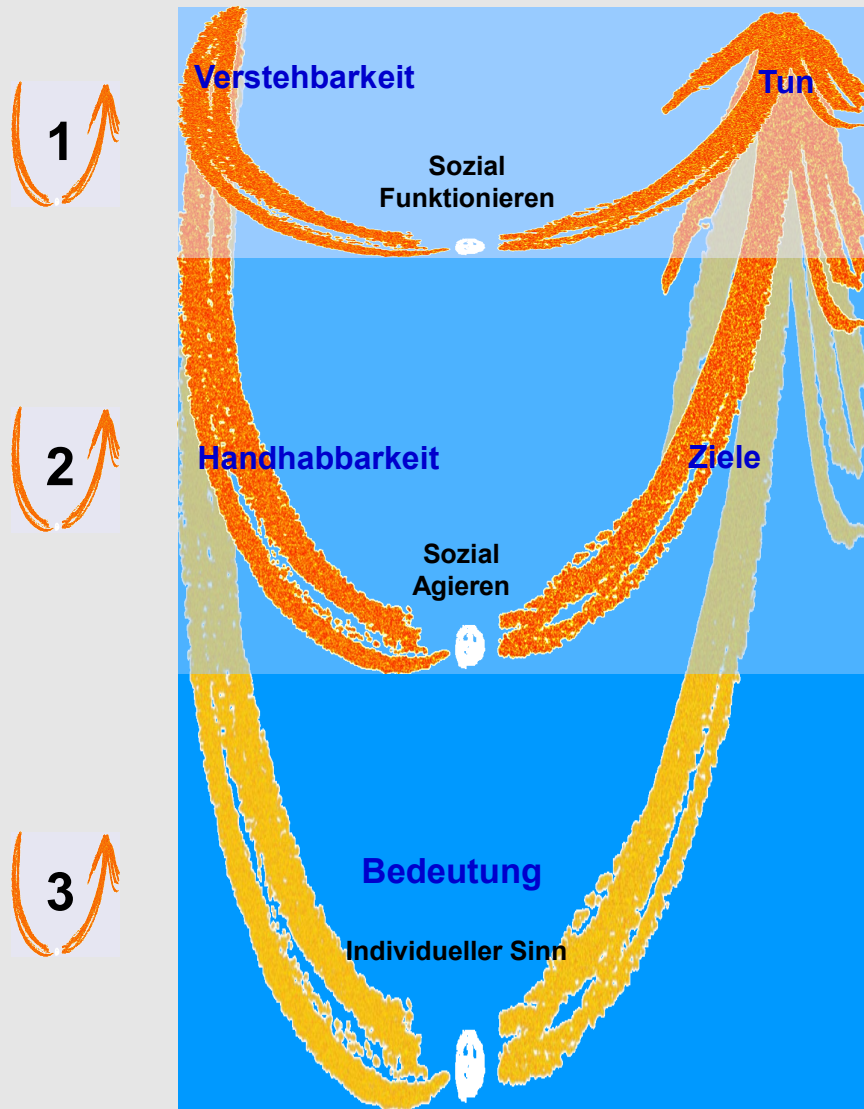 1
Verstehbarkeit
Tun
Sozial
Funktionieren
2
Handhabbarkeit
Ziele
Sozial
Agieren
3
Bedeutung
Individueller Sinn